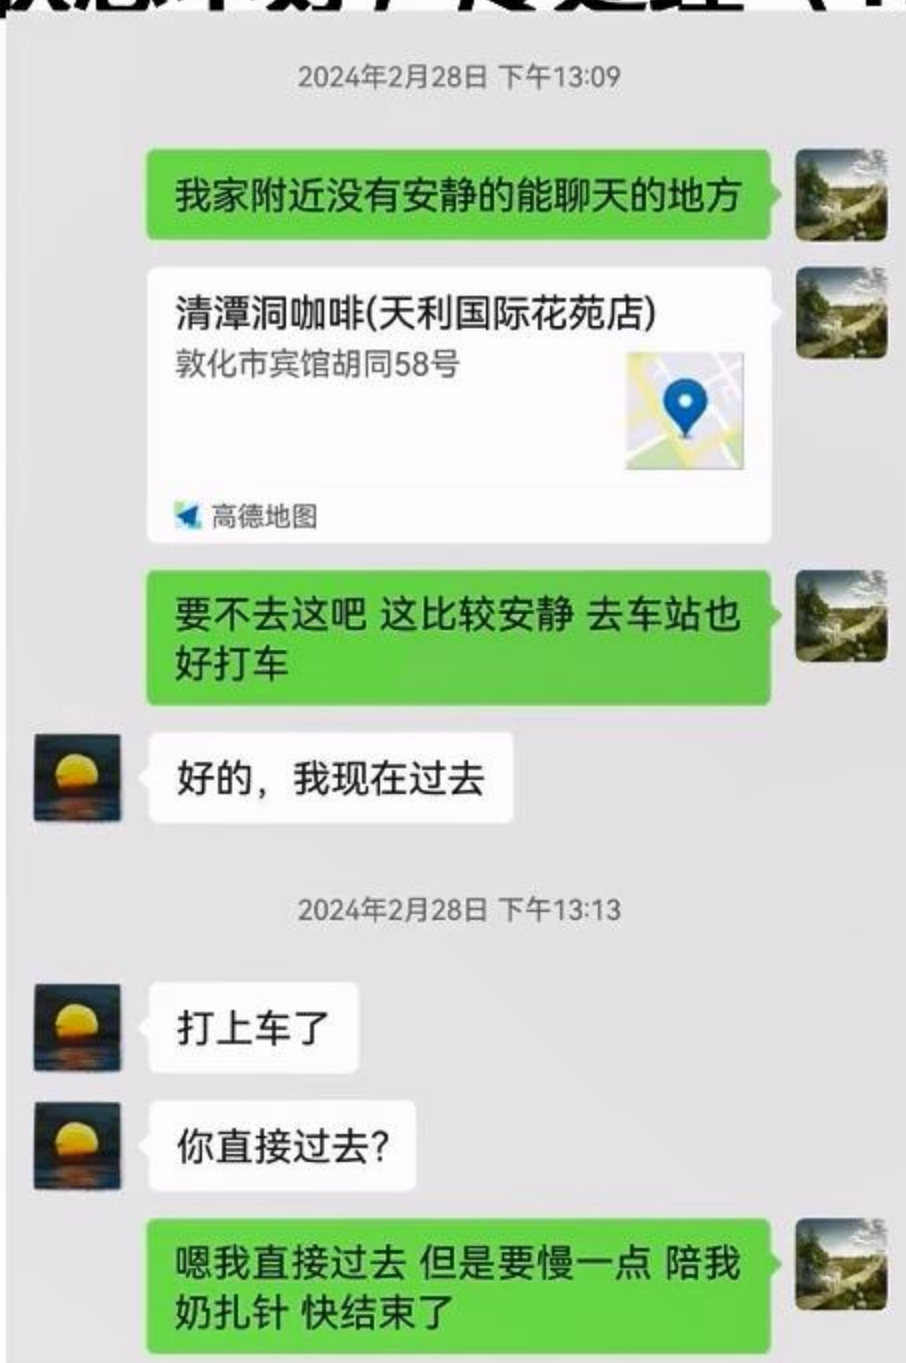 2024年2月28日 下午13:09
我家附近没有安静的能聊天的地方
清潭洞咖啡(天利国际花苑店)
敦化市宾馆胡同58号
高德地图
要不去这吧 这比较安静 去车站也
好打车
好的，我现在过去
2024年2月28日 下午13:13
打上车了
你直接过去?
嗯我直接过去 但是要慢一点 陪我
奶扎针 快结束了